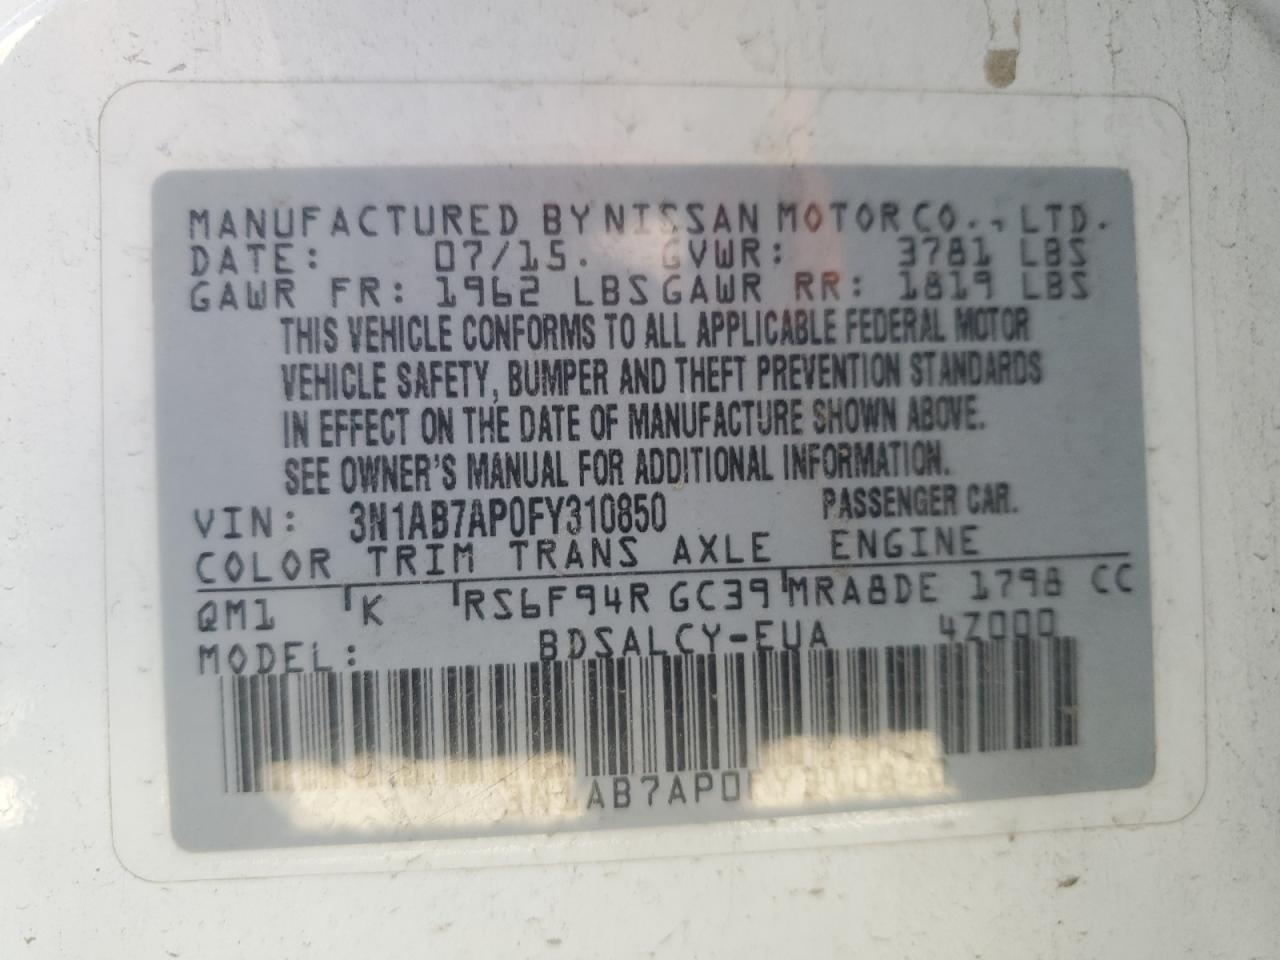 MANUFACTURED BY NISSAN MOTOR CO., LTD.
DATE: 07/15. GVWR: 3781 LBS
GAWR FR: 1962 LBS GAWR RR: 1819 LBS
THIS VEHICLE CONFORMS TO ALL APPLICABLE FEDERAL MOTOR
VEHICLE SAFETY, BUMPER AND THEFT PREVENTION STANDARDS
IN EFFECT ON THE DATE OF MANUFACTURE SHOWN ABOVE.
SEE OWNER'S MANUAL FOR ADDITIONAL INFORMATION.
VIN: 3N1AB7AP0FY310850 PASSENGER CAR.
COLOR TRIM TRANS AXLE ENGINE
QM1 K RS6F94R GC39 MRA8DE 1798 CC
MODEL: BDSALCY-EUA 4Z000
3N1AB7AP0FY310850